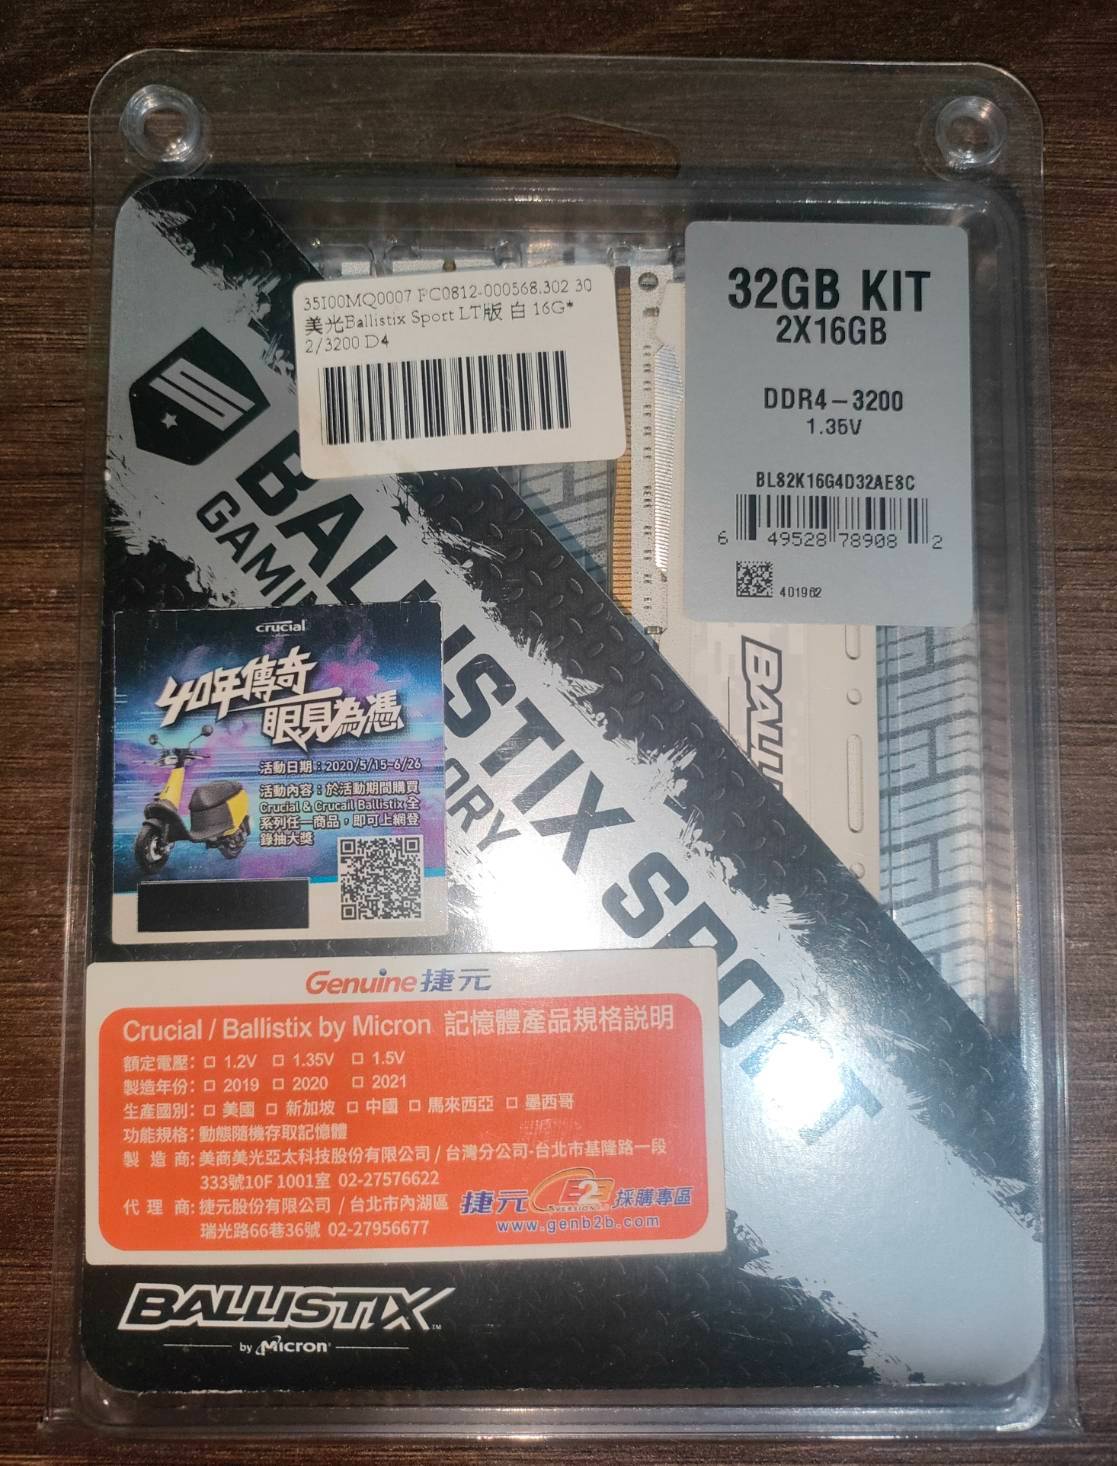 35I00MQ0007 PC0812-000568.302 30
美光Ballistix Sport LT版 白 16G*
2/3200 D4
32GB KIT
2X16GB
DDR4-3200
1.35V
BL82K16G4D32AE8C
6 49528 78908 2
401982
BALLISTIX SPORT
GAMI
ORY
BALLI
crucial
40年傳奇
眼見為憑
活動日期：2020/5/15-6/26
活動內容：於活動期間購買
Crucial & Crucail Ballistix 全
系列任一商品，即可上網登
錄抽大獎
Genuine捷元
Crucial / Ballistix by Micron 記憶體產品規格說明
額定電壓：□ 1.2V □ 1.35V □ 1.5V
製造年份：□ 2019 □ 2020 □ 2021
生產國別：□ 美國 □ 新加坡 □ 中國 □ 馬來西亞 □ 墨西哥
功能規格：動態隨機存取記憶體
製 造 商：美商美光亞太科技股份有限公司 / 台灣分公司-台北市基隆路一段
333號10F 1001室 02-27576622
代 理 商：捷元股份有限公司 / 台北市內湖區
瑞光路66巷36號 02-27956677
捷元 E2 VERSION 採購專區
www.genb2b.com
BALLISTIX™
by Micron®